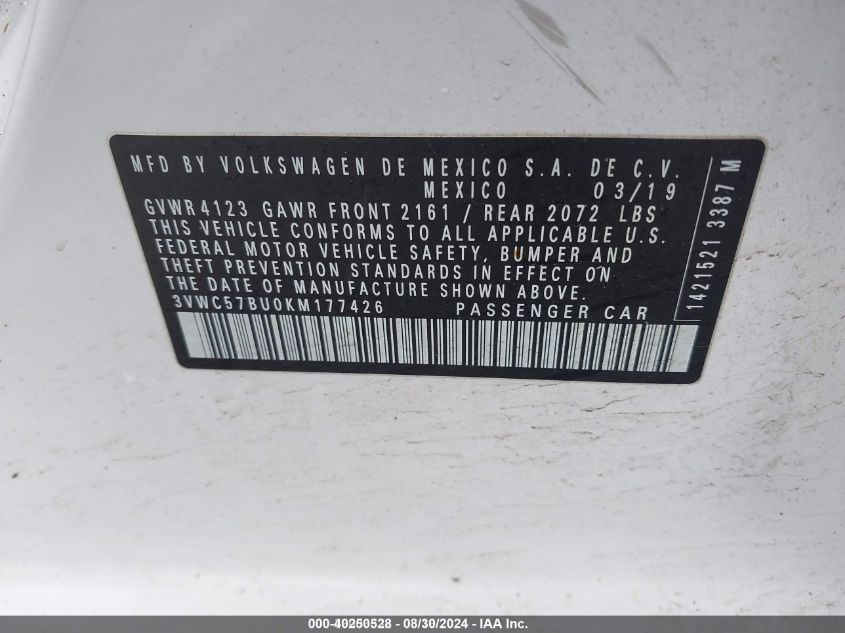 MFD BY VOLKSWAGEN DE MEXICO S.A. DE C.V.
MEXICO 03/19
GVWR 4123 GAWR FRONT 2161 / REAR 2072 LBS
THIS VEHICLE CONFORMS TO ALL APPLICABLE U.S.
FEDERAL MOTOR VEHICLE SAFETY, BUMPER AND
THEFT PREVENTION STANDARDS IN EFFECT ON
THE DATE OF MANUFACTURE SHOWN ABOVE.
3VWC57BU0KM177426 PASSENGER CAR
1421521 3387 M
000-40250528 - 08/30/2024 - IAA Inc.